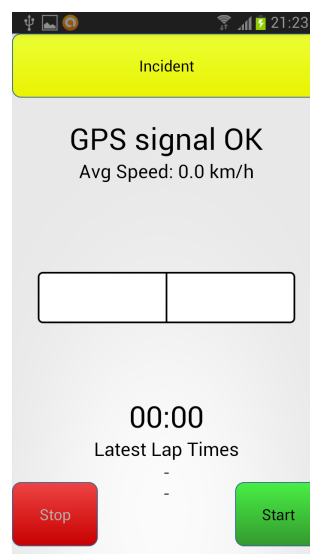 21:23
Incident
GPS signal OK
Avg Speed: 0.0 km/h
00:00
Latest Lap Times
-
-
Stop
Start